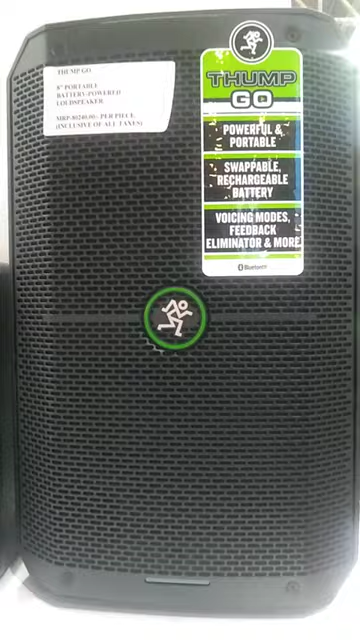 THUMP GO
8" PORTABLE
BATTERY-POWERED
LOUDSPEAKER
MRP-80240.00/- PER PIECE
(INCLUSIVE OF ALL TAXES)
THUMP
GO
POWERFUL &
PORTABLE
SWAPPABLE,
RECHARGEABLE
BATTERY
VOICING MODES,
FEEDBACK
ELIMINATOR & MORE
Bluetooth